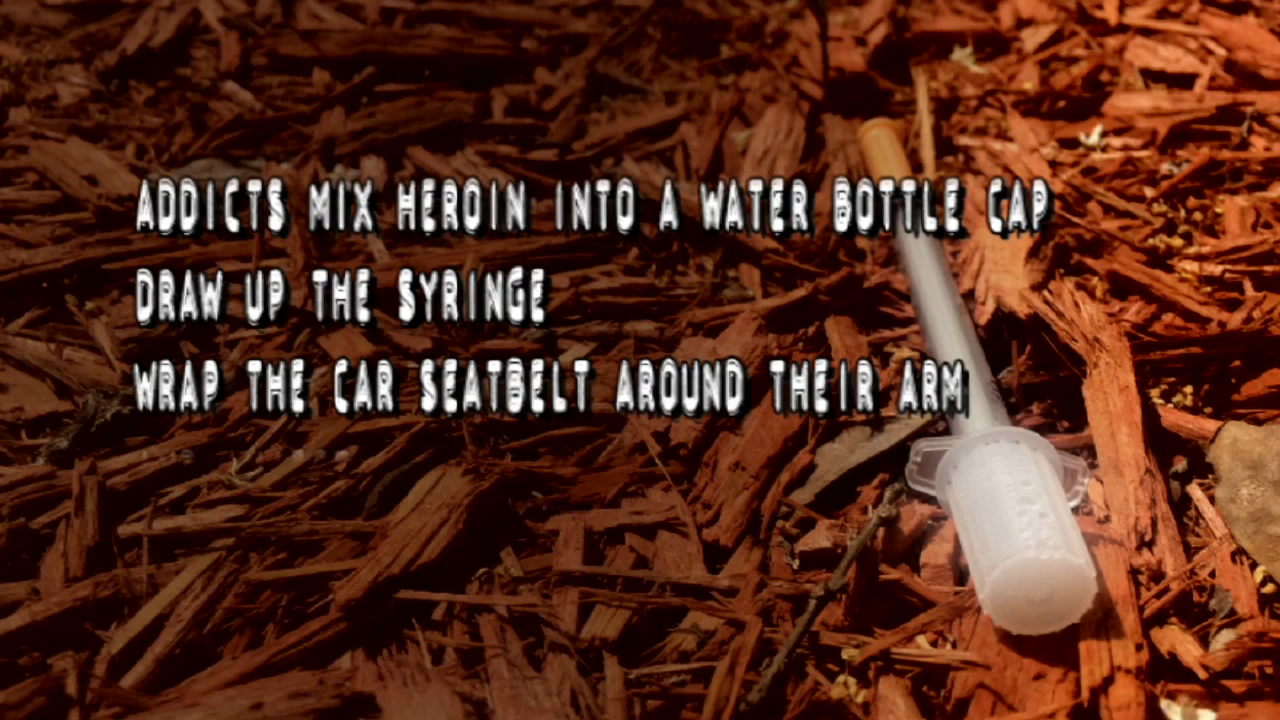 ADDICTS MIX HEROIN INTO A WATER BOTTLE CAP
DRAW UP THE SYRINGE
WRAP THE CAR SEATBELT AROUND THEIR ARM